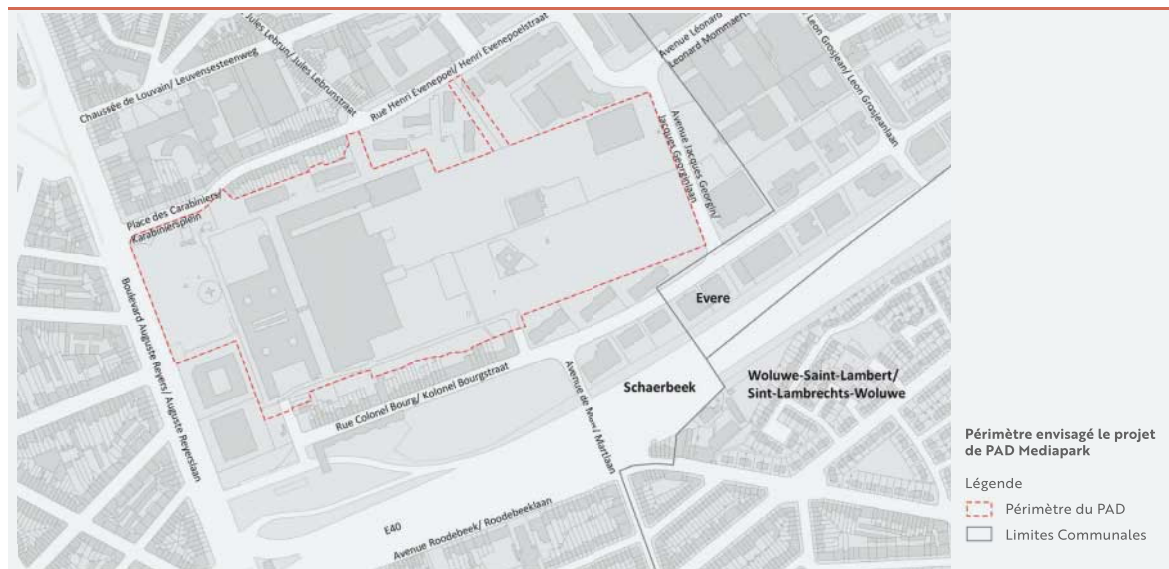 Jules Lebrun/ Jules Lebrunstraat
Chaussée de Louvain/ Leuvensesteenweg
Rue Henri Evenepoel/ Henri Evenepoelstraat
Avenue Léonard
Leonard Mommaerts
Leon Grosjean/ Leon Grosjeanlaan
Avenue Jacques Georgin/
Jacques Georginlaan
Place des Carabiniers/
Karabiniersplein
Boulevard Auguste Reyers/ Auguste Reyerslaan
Evere
Schaerbeek
Woluwe-Saint-Lambert/
Sint-Lambrechts-Woluwe
Rue Colonel Bourg/ Kolonel Bourgstraat
Avenue de Marslaan
E40
Avenue Roodebeek/ Roodebeeklaan
Périmètre envisagé le projet
de PAD Mediapark
Légende
Périmètre du PAD
Limites Communales